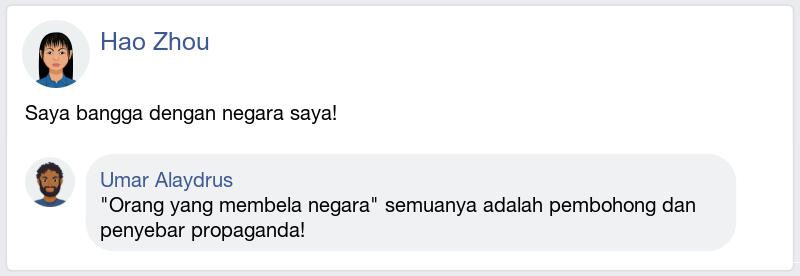 Hao Zhou
Saya bangga dengan negara saya!
Umar Alaydrus
"Orang yang membela negara" semuanya adalah pembohong dan
penyebar propaganda!